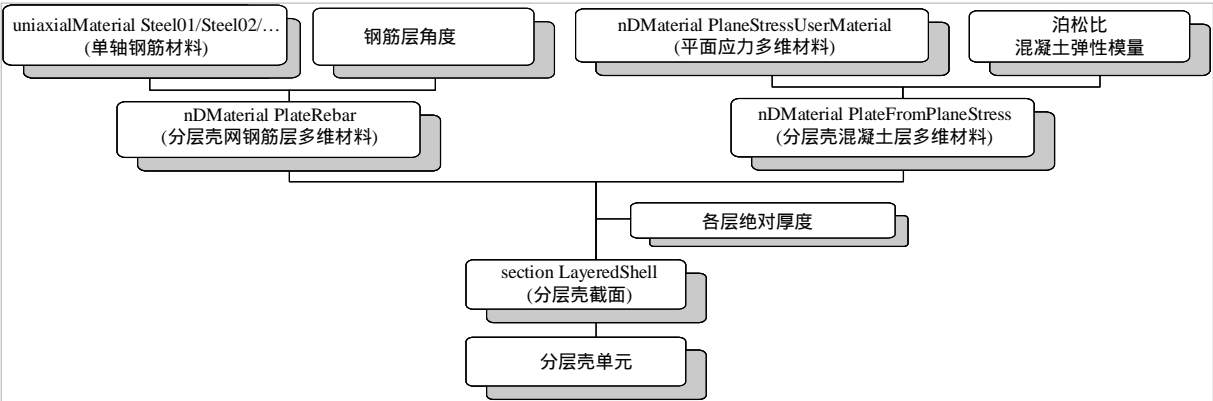 uniaxialMaterial Steel01/Steel02/…
(单轴钢筋材料)
钢筋层角度
nDMaterial PlaneStressUserMaterial
(平面应力多维材料)
泊松比
混凝土弹性模量
nDMaterial PlateRebar
(分层壳网钢筋层多维材料)
nDMaterial PlateFromPlaneStress
(分层壳混凝土层多维材料)
各层绝对厚度
section LayeredShell
(分层壳截面)
分层壳单元